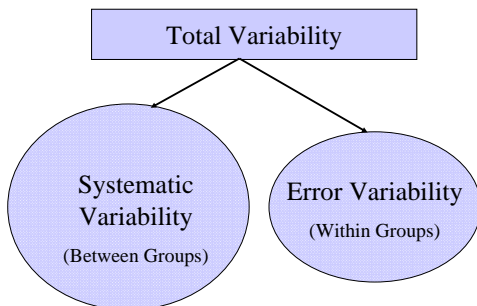 Total Variability
Systematic
Variability
(Between Groups)
Error Variability
(Within Groups)